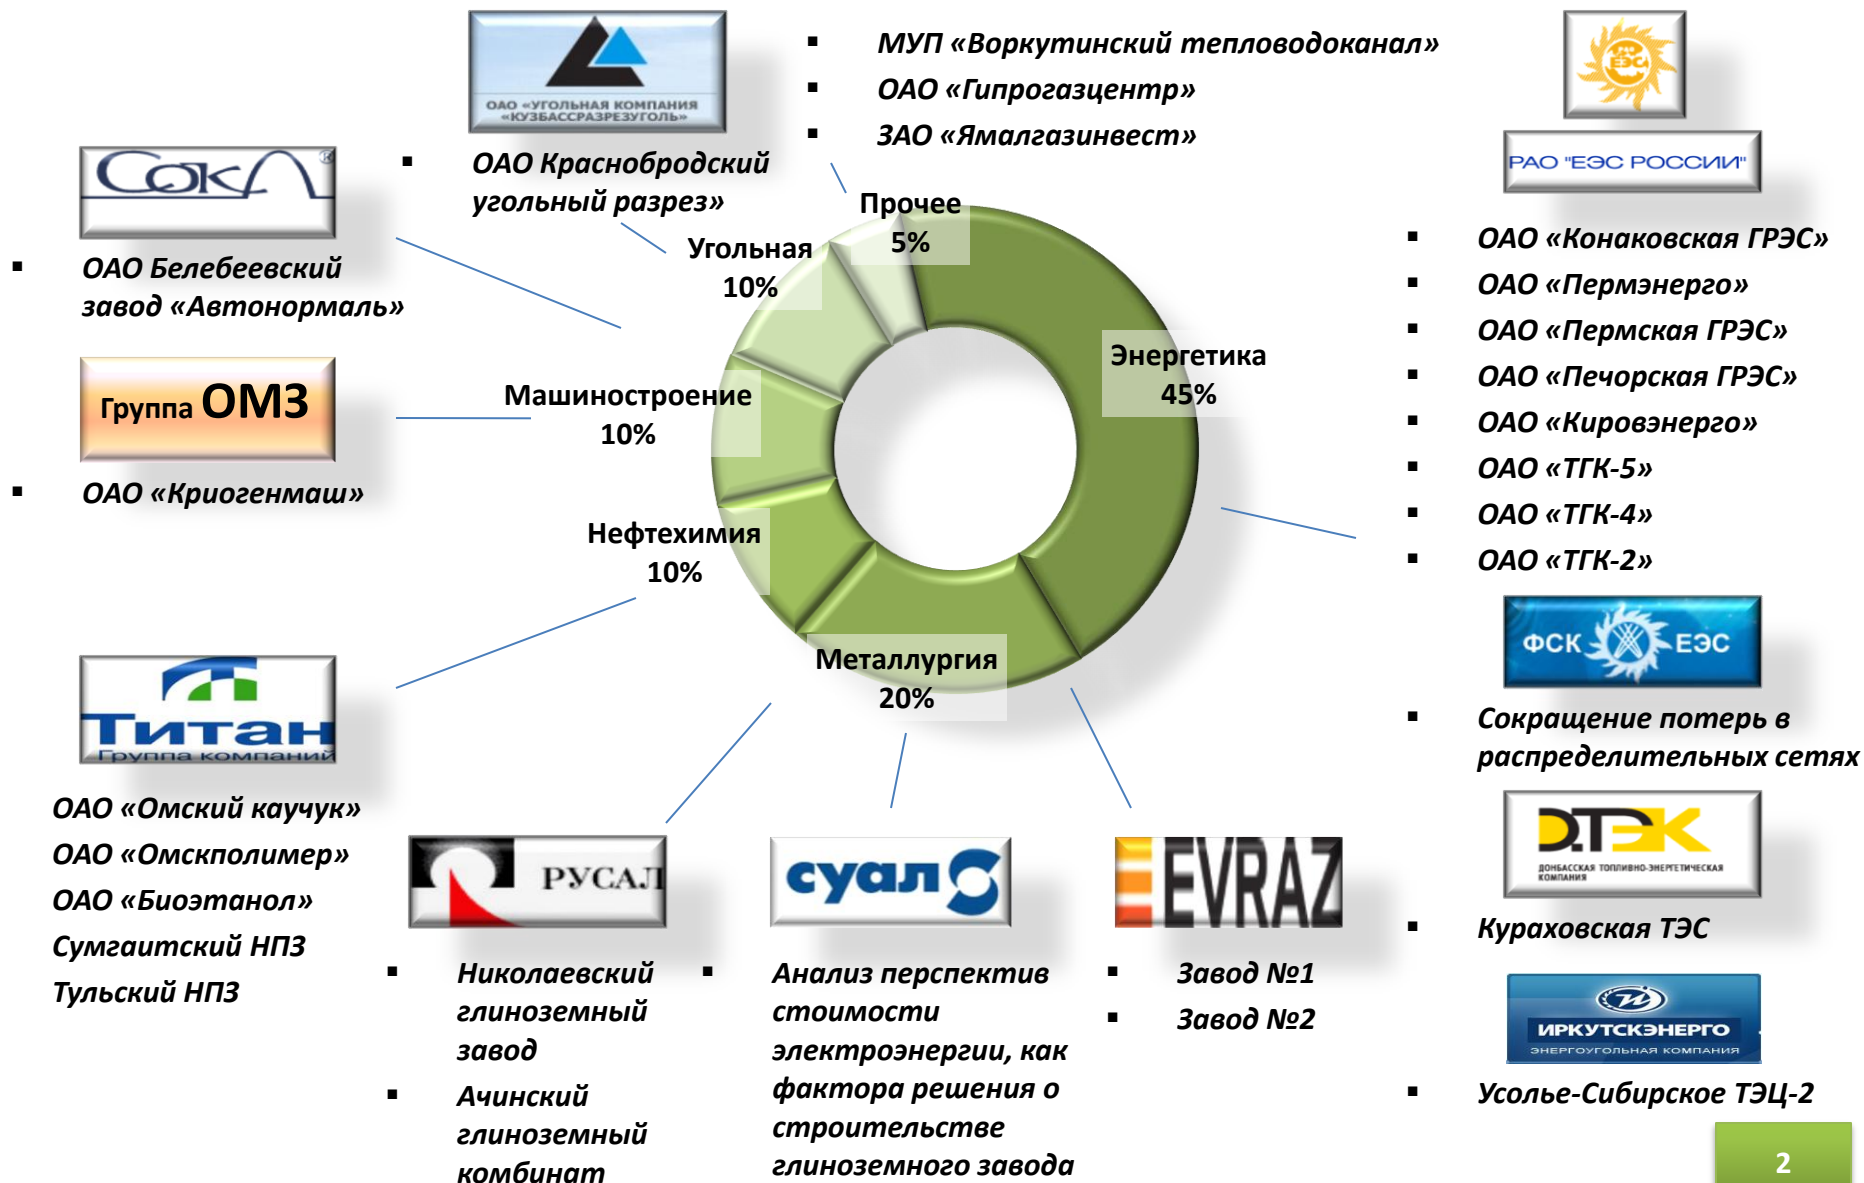 ОАО «УГОЛЬНАЯ КОМПАНИЯ
«КУЗБАССРАЗРЕЗУГОЛЬ»
ОАО Краснобродский
угольный разрез»
МУП «Воркутинский тепловодоканал»
ОАО «Гипрогазцентр»
ЗАО «Ямалгазинвест»
СОКА
ОАО Белебеевский
завод «Автонормаль»
Группа ОМЗ
ОАО «Криогенмаш»
Прочее
5%
Угольная
10%
Машиностроение
10%
Нефтехимия
10%
Металлургия
20%
Энергетика
45%
ЕЭС
РАО "ЕЭС РОССИИ"
ОАО «Конаковская ГРЭС»
ОАО «Пермэнерго»
ОАО «Пермская ГРЭС»
ОАО «Печорская ГРЭС»
ОАО «Кировэнерго»
ОАО «ТГК-5»
ОАО «ТГК-4»
ОАО «ТГК-2»
ФСК ЕЭС
Сокращение потерь в
распределительных сетях
ДТЭК
ДОНБАССКАЯ ТОПЛИВНО-ЭНЕРГЕТИЧЕСКАЯ
КОМПАНИЯ
Кураховская ТЭС
ИРКУТСКЭНЕРГО
ЭНЕРГОУГОЛЬНАЯ КОМПАНИЯ
Усолье-Сибирское ТЭЦ-2
Титан
Группа компаний
ОАО «Омский каучук»
ОАО «Омскполимер»
ОАО «Биоэтанол»
Сумгаитский НПЗ
Тульский НПЗ
РУСАЛ
Николаевский
глиноземный
завод
Ачинский
глиноземный
комбинат
суал
Анализ перспектив
стоимости
электроэнергии, как
фактора решения о
строительстве
глиноземного завода
EVRAZ
Завод №1
Завод №2
2